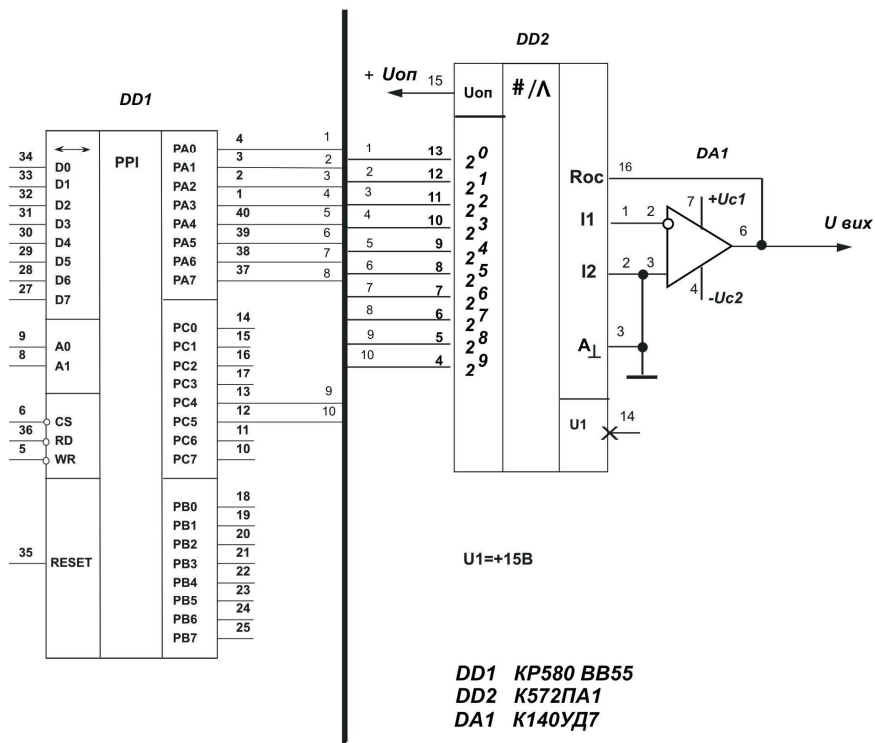 DD2
+ Uоп
15
Uоп
#/Λ
DD1
PPI
34 D0
33 D1
32 D2
31 D3
30 D4
29 D5
28 D6
27 D7
9 A0
8 A1
6 CS
36 RD
5 WR
35 RESET
PA0 4 1
PA1 3 2
PA2 2 3
PA3 1 4
PA4 40 5
PA5 39 6
PA6 38 7
PA7 37 8
PC0 14
PC1 15
PC2 16
PC3 17
PC4 13 9
PC5 12 10
PC6 11
PC7 10
PB0 18
PB1 19
PB2 20
PB3 21
PB4 22
PB5 23
PB6 24
PB7 25
1 13 2⁰
2 12 2¹
3 11 2²
4 10 2³
5 9 2⁴
6 8 2⁵
7 7 2⁶
8 6 2⁷
9 5 2⁸
10 4 2⁹
Rос 16
I1 1 2
I2 2 3
A⊥ 3
U1 14
DA1
7 +Uc1
6
U вих
4 -Uc2
U1=+15В
DD1 КР580 ВВ55
DD2 К572ПА1
DA1 К140УД7